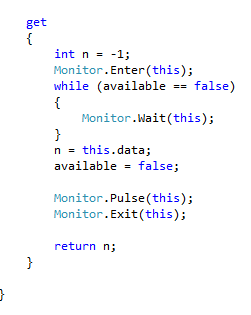 get
{
int n = -1;
Monitor.Enter(this);
while (available == false)
{
Monitor.Wait(this);
}
n = this.data;
available = false;
Monitor.Pulse(this);
Monitor.Exit(this);
return n;
}
}